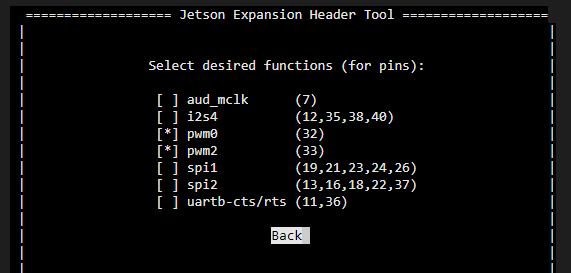 =================== Jetson Expansion Header Tool ===================
Select desired functions (for pins):
[ ] aud_mclk (7)
[ ] i2s4 (12,35,38,40)
[*] pwm0 (32)
[*] pwm2 (33)
[ ] spi1 (19,21,23,24,26)
[ ] spi2 (13,16,18,22,37)
[ ] uartb-cts/rts (11,36)
Back